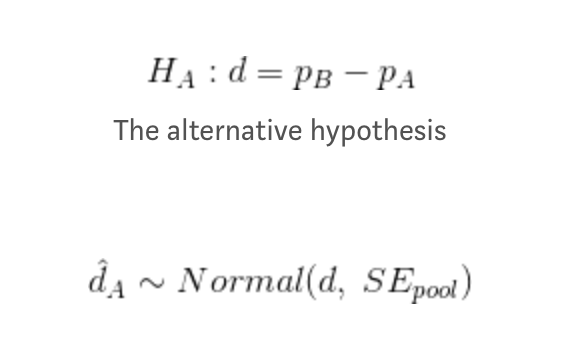 H_A : d = p_B − p_A
The alternative hypothesis
d̂_A ∼ Normal(d, SE_pool)